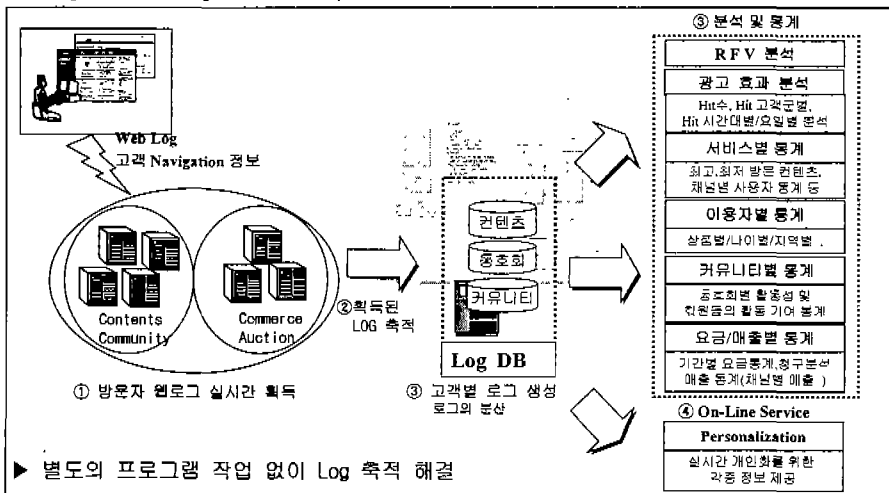 Web Log
고객 Navigation 정보
Contents
Community
Commerce
Auction
① 방문자 웹로그 실시간 획득
②획득된
LOG 축적
컨텐츠
동호회
커뮤니티
Log DB
③ 고객별 로그 생성
로그의 분산
③ 분석 및 통계
RFV 분석
광고 효과 분석
Hit수, Hit 고객군별,
Hit 시간대별/요일별 분석
서비스별 통계
최고,최저 방문 컨텐츠,
채널별 사용자 통계 등
이용자별 통계
상품별/나이별/지역별 .
커뮤니티별 통계
동호회별 활동성 및
회원들의 활동 기여 통계
요금/매출별 통계
기간별 요금통계,청구분석
매출 통계(채널별 매출 )
④ On-Line Service
Personalization
실시간 개인화를 위한
각종 정보 제공
▶ 별도의 프로그램 작업 없이 Log 축적 해결